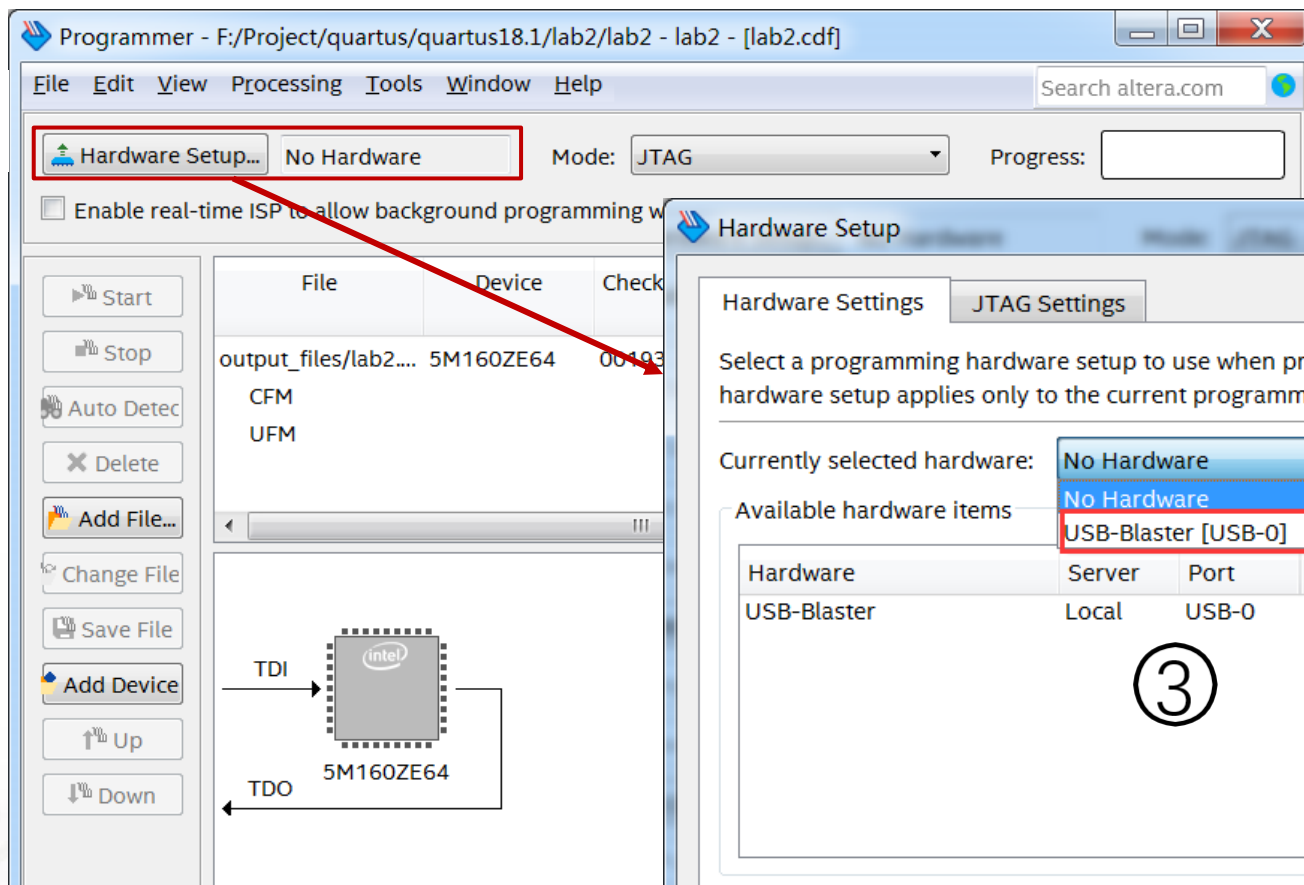 Programmer - F:/Project/quartus/quartus18.1/lab2/lab2 - lab2 - [lab2.cdf]
File Edit View Processing Tools Window Help
Search altera.com
Hardware Setup... No Hardware Mode: JTAG Progress:
Enable real-time ISP to allow background programming w
Start
Stop
Auto Detec
Delete
Add File...
Change File
Save File
Add Device
Up
Down
File Device Check
output_files/lab2.... 5M160ZE64 00193
CFM
UFM
TDI
intel
5M160ZE64
TDO
Hardware Setup
Hardware Settings JTAG Settings
Select a programming hardware setup to use when pr
hardware setup applies only to the current programm
Currently selected hardware: No Hardware
No Hardware
USB-Blaster [USB-0]
Available hardware items
Hardware Server Port
USB-Blaster Local USB-0
③